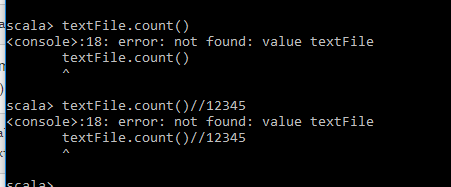 scala> textFile.count()
<console>:18: error: not found: value textFile
       textFile.count()
       ^
scala> textFile.count()//12345
<console>:18: error: not found: value textFile
       textFile.count()//12345
       ^
scala>